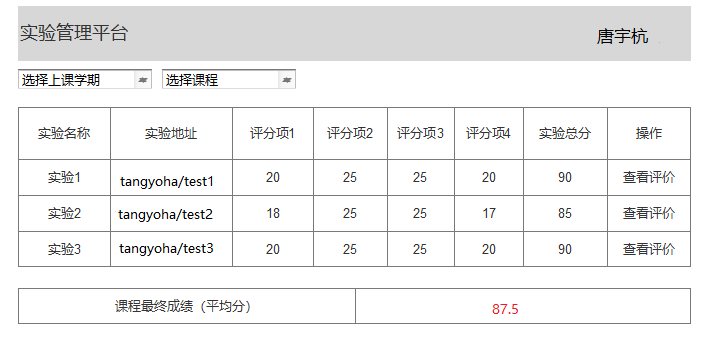 实验管理平台 唐宇杭
选择上课学期 选择课程
实验名称 实验地址 评分项1 评分项2 评分项3 评分项4 实验总分 操作
实验1 tangyoha/test1 20 25 25 20 90 查看评价
实验2 tangyoha/test2 18 25 25 17 85 查看评价
实验3 tangyoha/test3 20 25 25 20 90 查看评价
课程最终成绩（平均分） 87.5